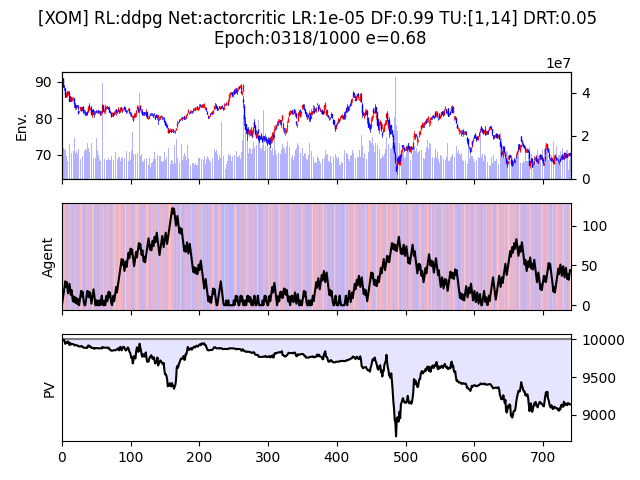 [XOM] RL:ddpg Net:actorcritic LR:1e-05 DF:0.99 TU:[1,14] DRT:0.05
Epoch:0318/1000 e=0.68
1e7
90
80
70
Env.
4
2
0
Agent
100
50
0
PV
10000
9500
9000
0 100 200 300 400 500 600 700